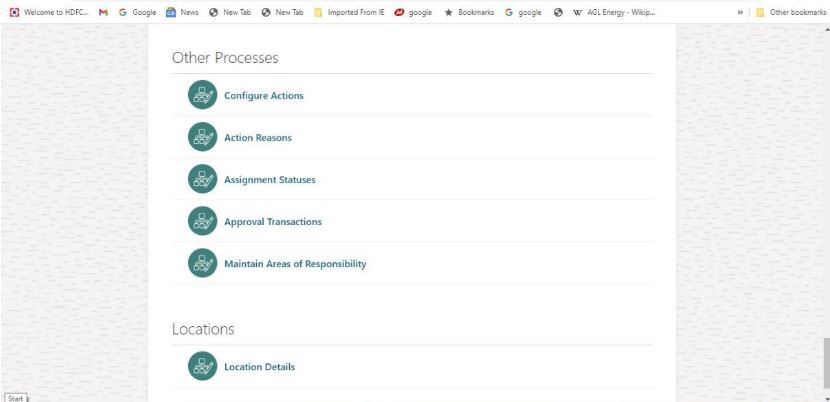 Welcome to HDFC... Google News New Tab New Tab Imported From IE google Bookmarks google AGL Energy - Wikip... » Other bookmarks
Other Processes
Configure Actions
Action Reasons
Assignment Statuses
Approval Transactions
Maintain Areas of Responsibility
Locations
Location Details
Start